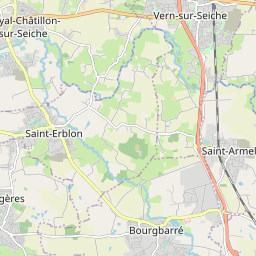 yal-Châtillon-
sur-Seiche
Vern-sur-Seiche
Saint-Erblon
Saint-Armel
gères
Bourgbarré